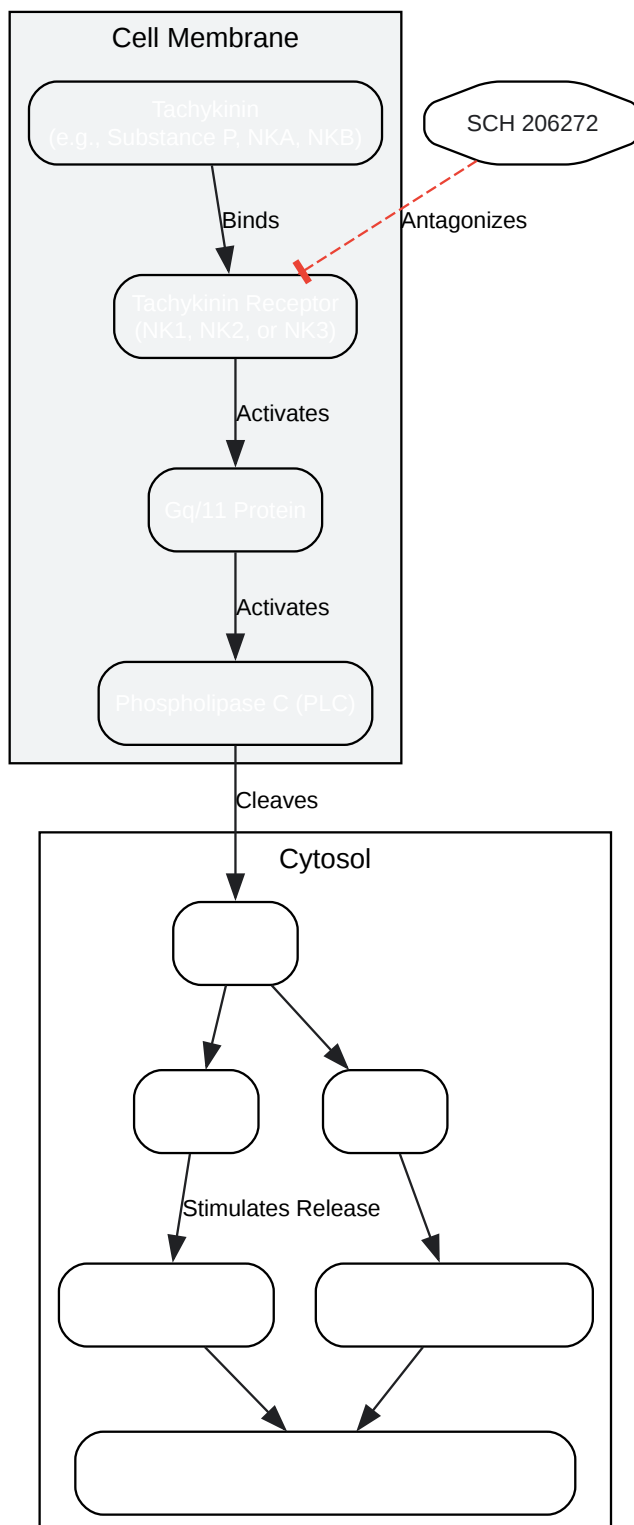 Cell Membrane
Tachykinin
(e.g., Substance P, NKA, NKB)
SCH 206272
Binds
Antagonizes
Tachykinin Receptor
(NK1, NK2, or NK3)
Activates
Gq/11 Protein
Activates
Phospholipase C (PLC)
Cleaves
Cytosol
Stimulates Release